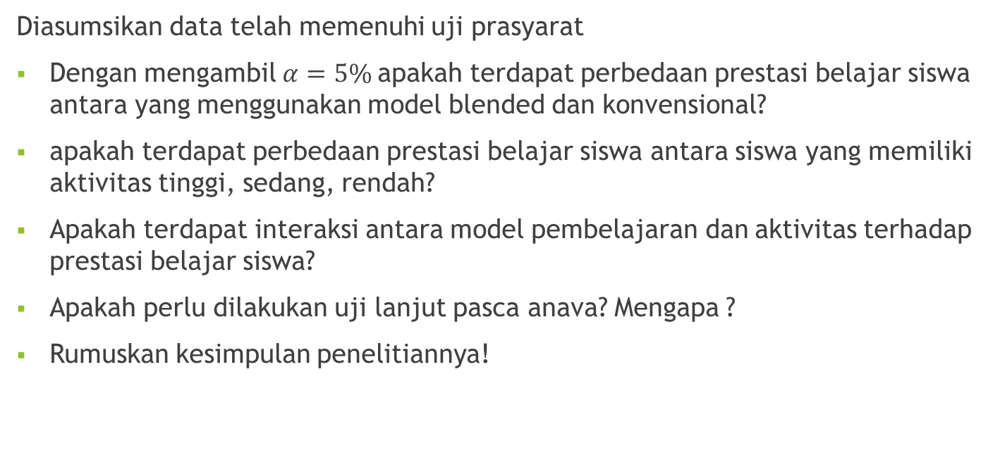 Diasumsikan data telah memenuhi uji prasyarat
▪ Dengan mengambil 𝛼 = 5% apakah terdapat perbedaan prestasi belajar siswa
antara yang menggunakan model blended dan konvensional?
▪ apakah terdapat perbedaan prestasi belajar siswa antara siswa yang memiliki
aktivitas tinggi, sedang, rendah?
▪ Apakah terdapat interaksi antara model pembelajaran dan aktivitas terhadap
prestasi belajar siswa?
▪ Apakah perlu dilakukan uji lanjut pasca anava? Mengapa ?
▪ Rumuskan kesimpulan penelitiannya!